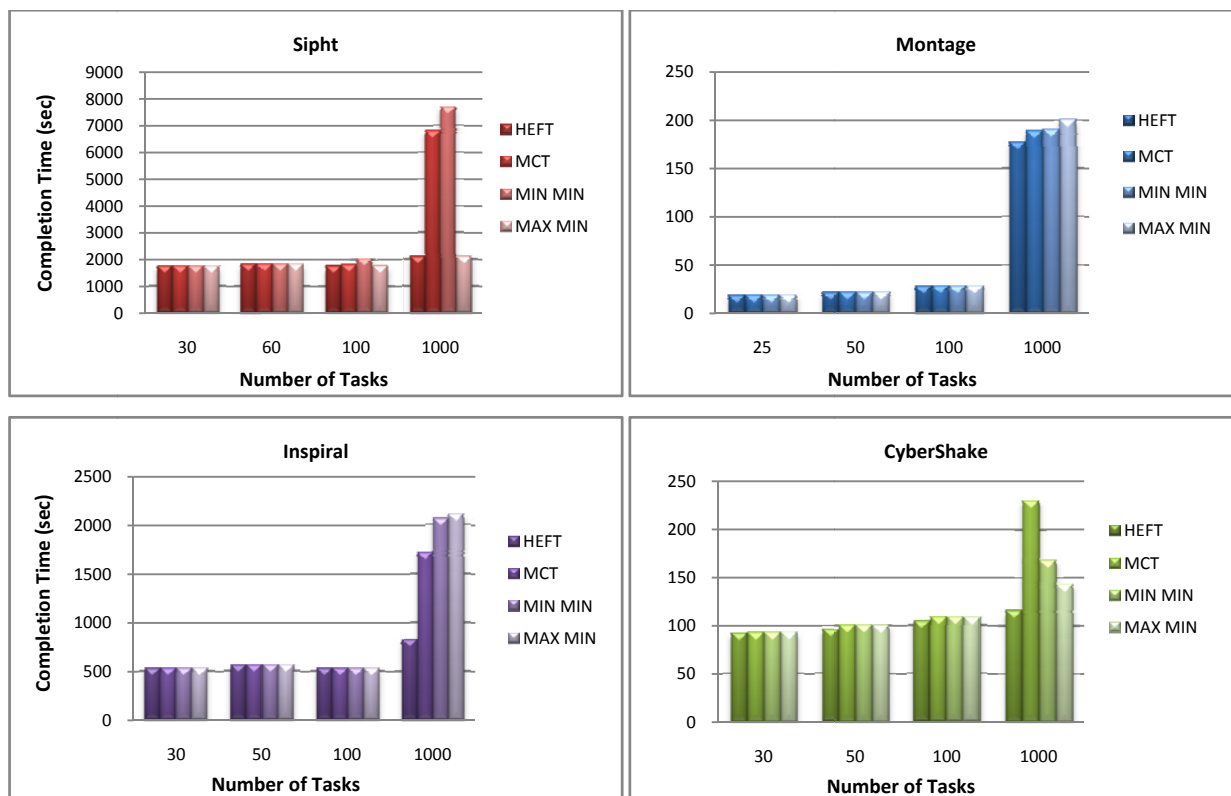 Sipht
Completion Time (sec)
9000
8000
7000
6000
5000
4000
3000
2000
1000
0
30 60 100 1000
Number of Tasks
HEFT
MCT
MIN MIN
MAX MIN
Montage
250
200
150
100
50
0
25 50 100 1000
Number of Tasks
HEFT
MCT
MIN MIN
MAX MIN
Inspiral
Completion Time (sec)
2500
2000
1500
1000
500
0
30 50 100 1000
Number of Tasks
HEFT
MCT
MIN MIN
MAX MIN
CyberShake
250
200
150
100
50
0
30 50 100 1000
Number of Tasks
HEFT
MCT
MIN MIN
MAX MIN